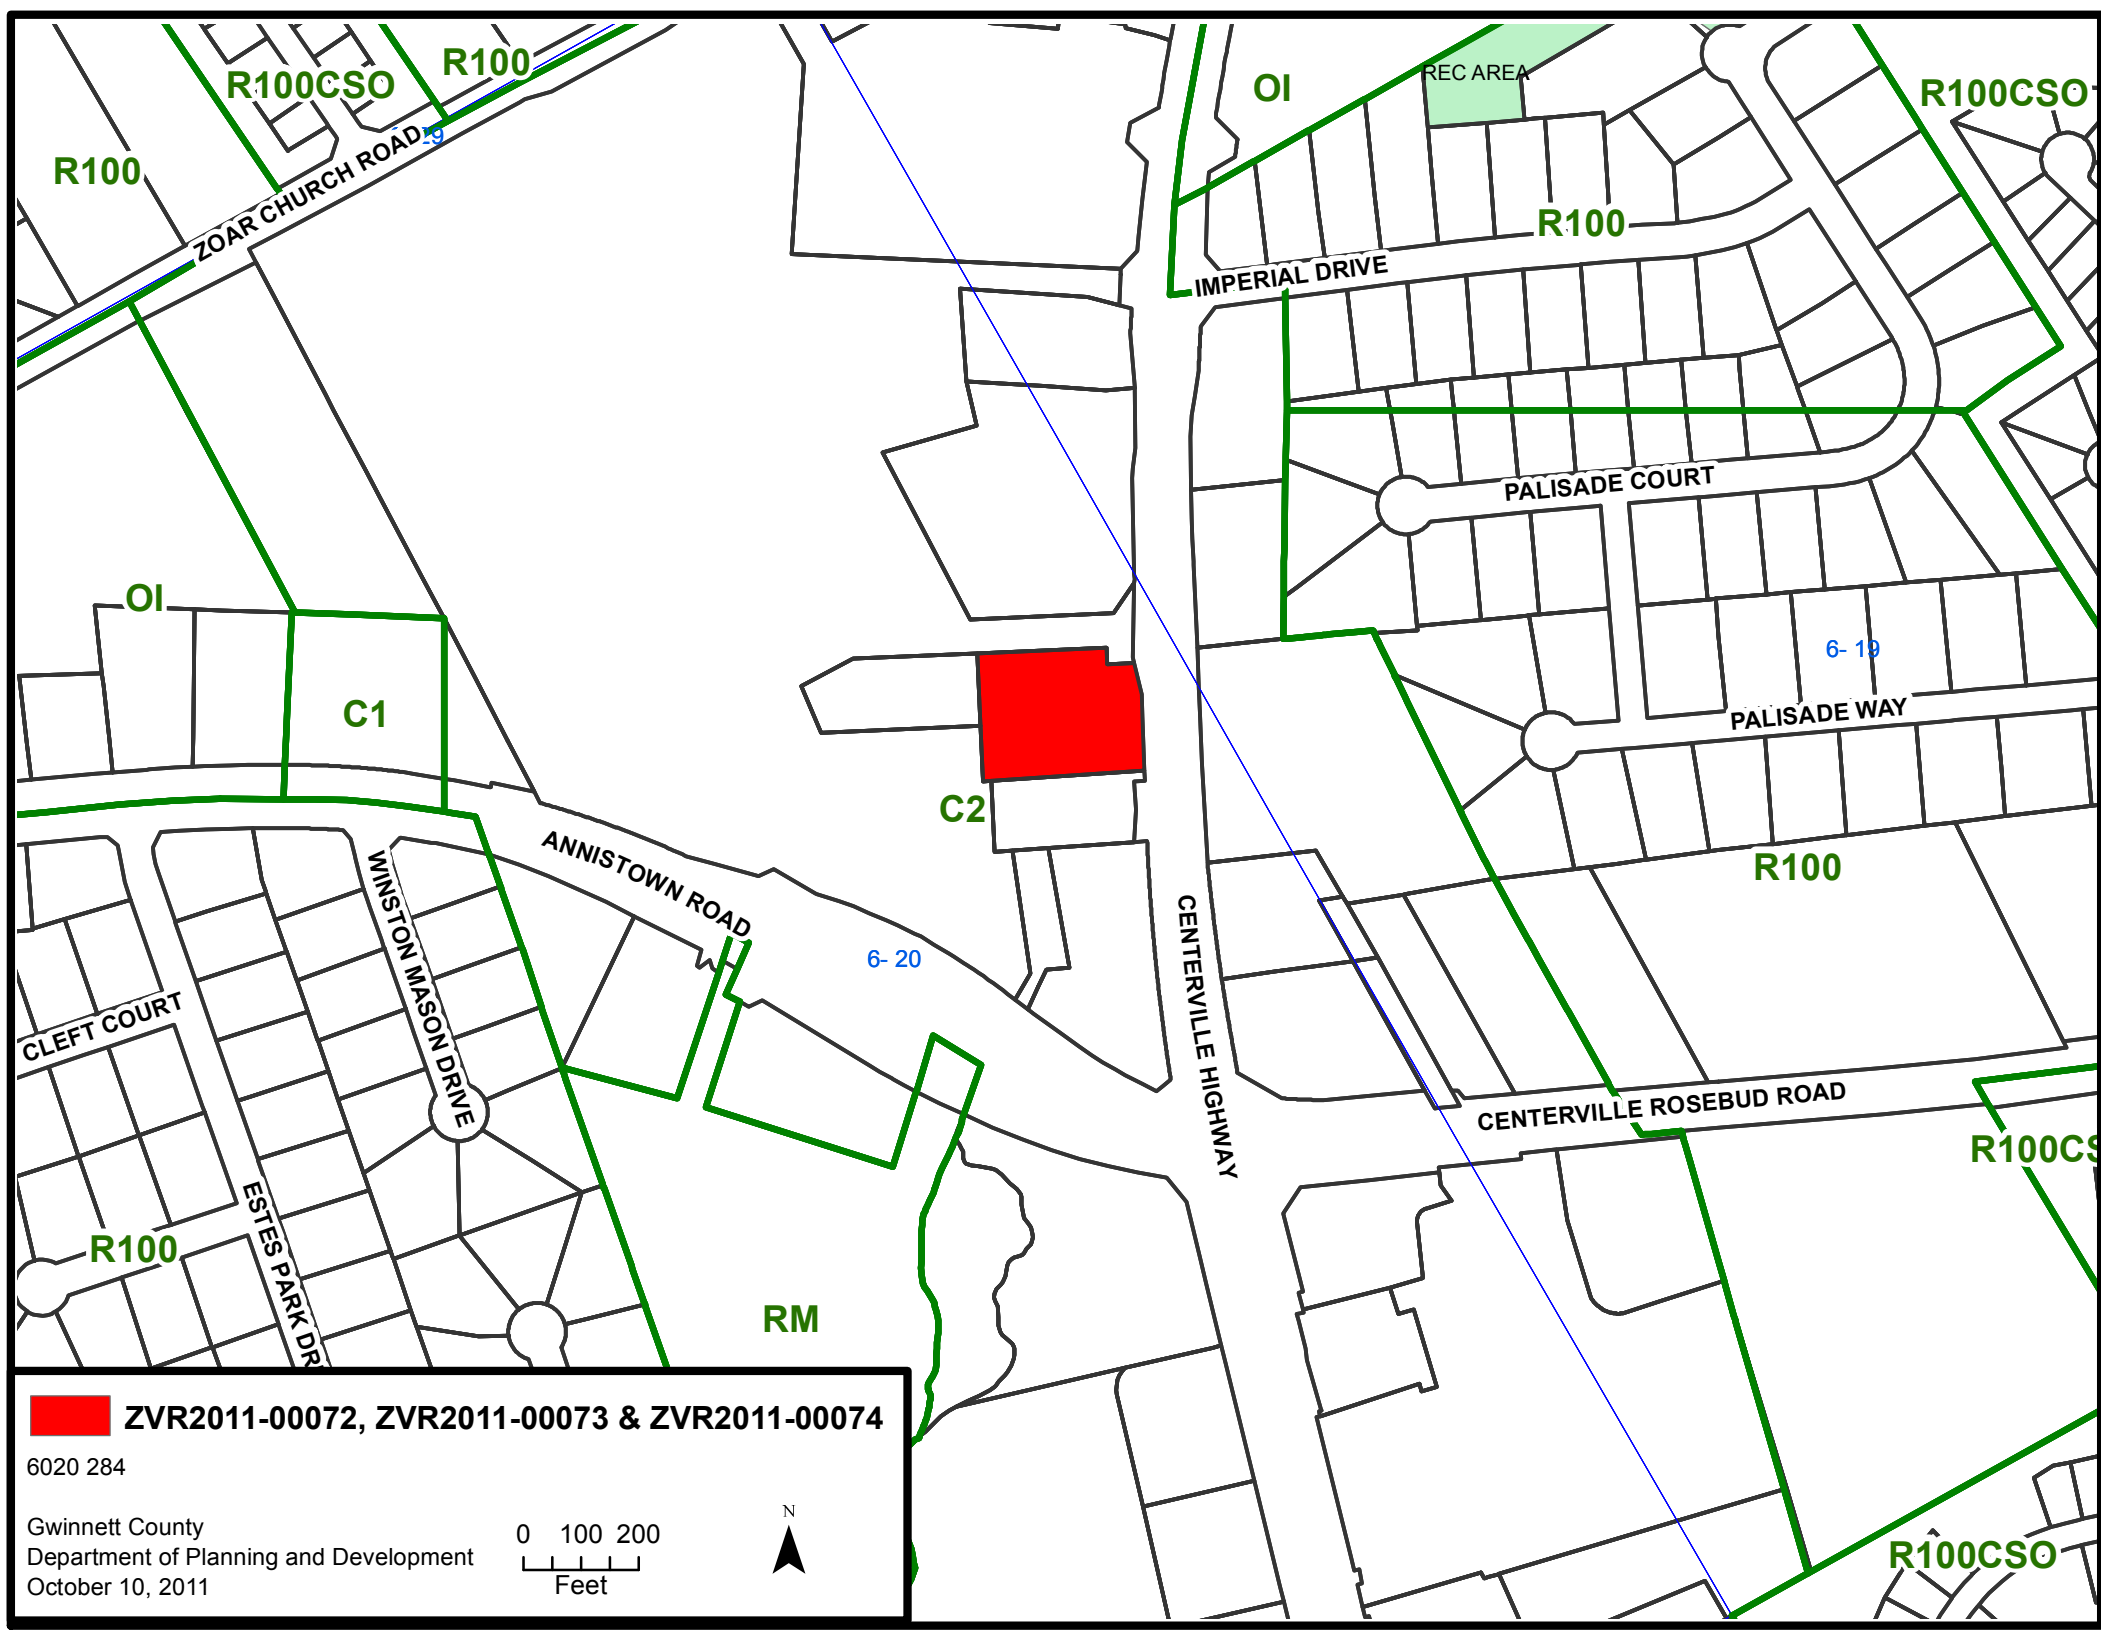 R100
OI
REC AREA
R100CSO
R100CSO
R100
ZOAR CHURCH ROAD
R100
IMPERIAL DRIVE
PALISADE COURT
OI
6- 19
C1
PALISADE WAY
C2
ANNISTOWN ROAD
R100
WINSTON MASON DRIVE
6- 20
CENTERVILLE HIGHWAY
CLEFT COURT
CENTERVILLE ROSEBUD ROAD
R100CS
ESTES PARK DRI
R100
RM
ZVR2011-00072, ZVR2011-00073 & ZVR2011-00074
6020 284
Gwinnett County
Department of Planning and Development
October 10, 2011
0 100 200
Feet
N
R100CSO